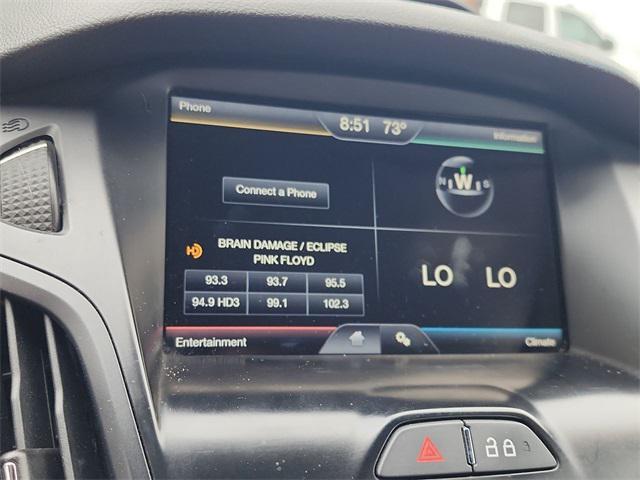 Phone
8:51 73°
Information
Connect a Phone
N W S
HD
BRAIN DAMAGE / ECLIPSE
PINK FLOYD
93.3 93.7 95.5
94.9 HD3 99.1 102.3
LO LO
Entertainment
Climate